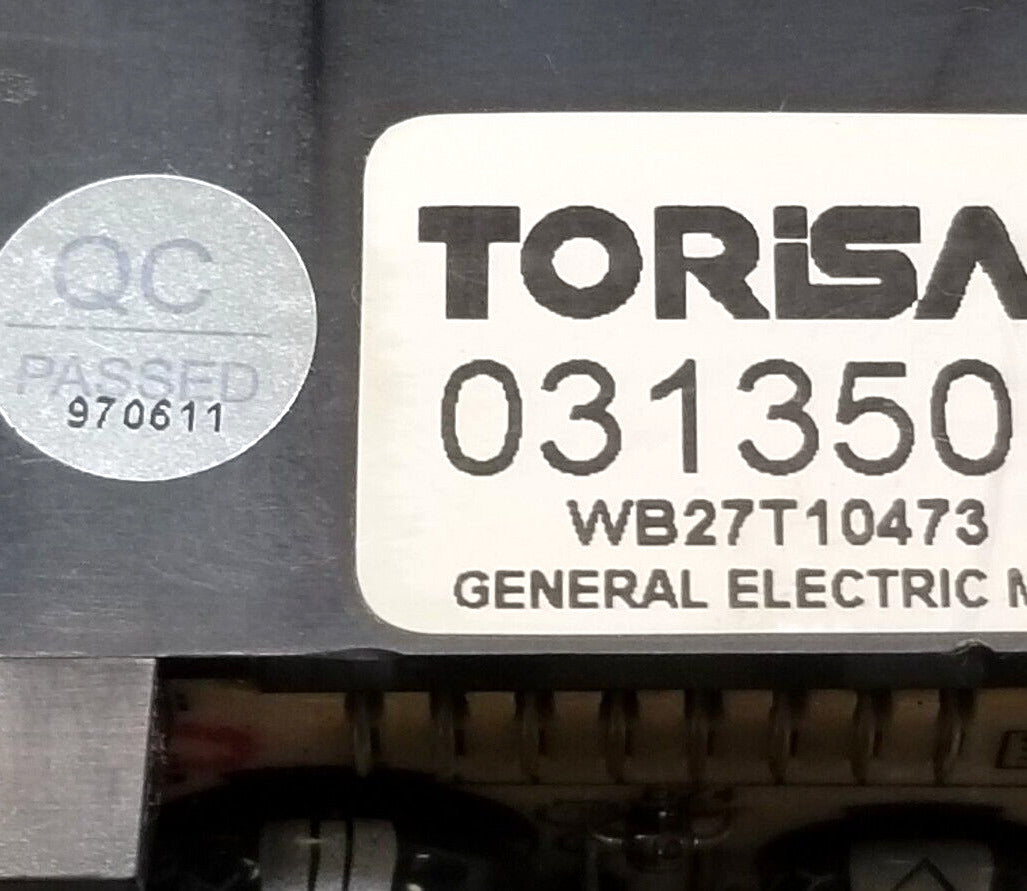 QC
PASSED
970611
TORiSA
031350
WB27T10473
GENERAL ELECTRIC